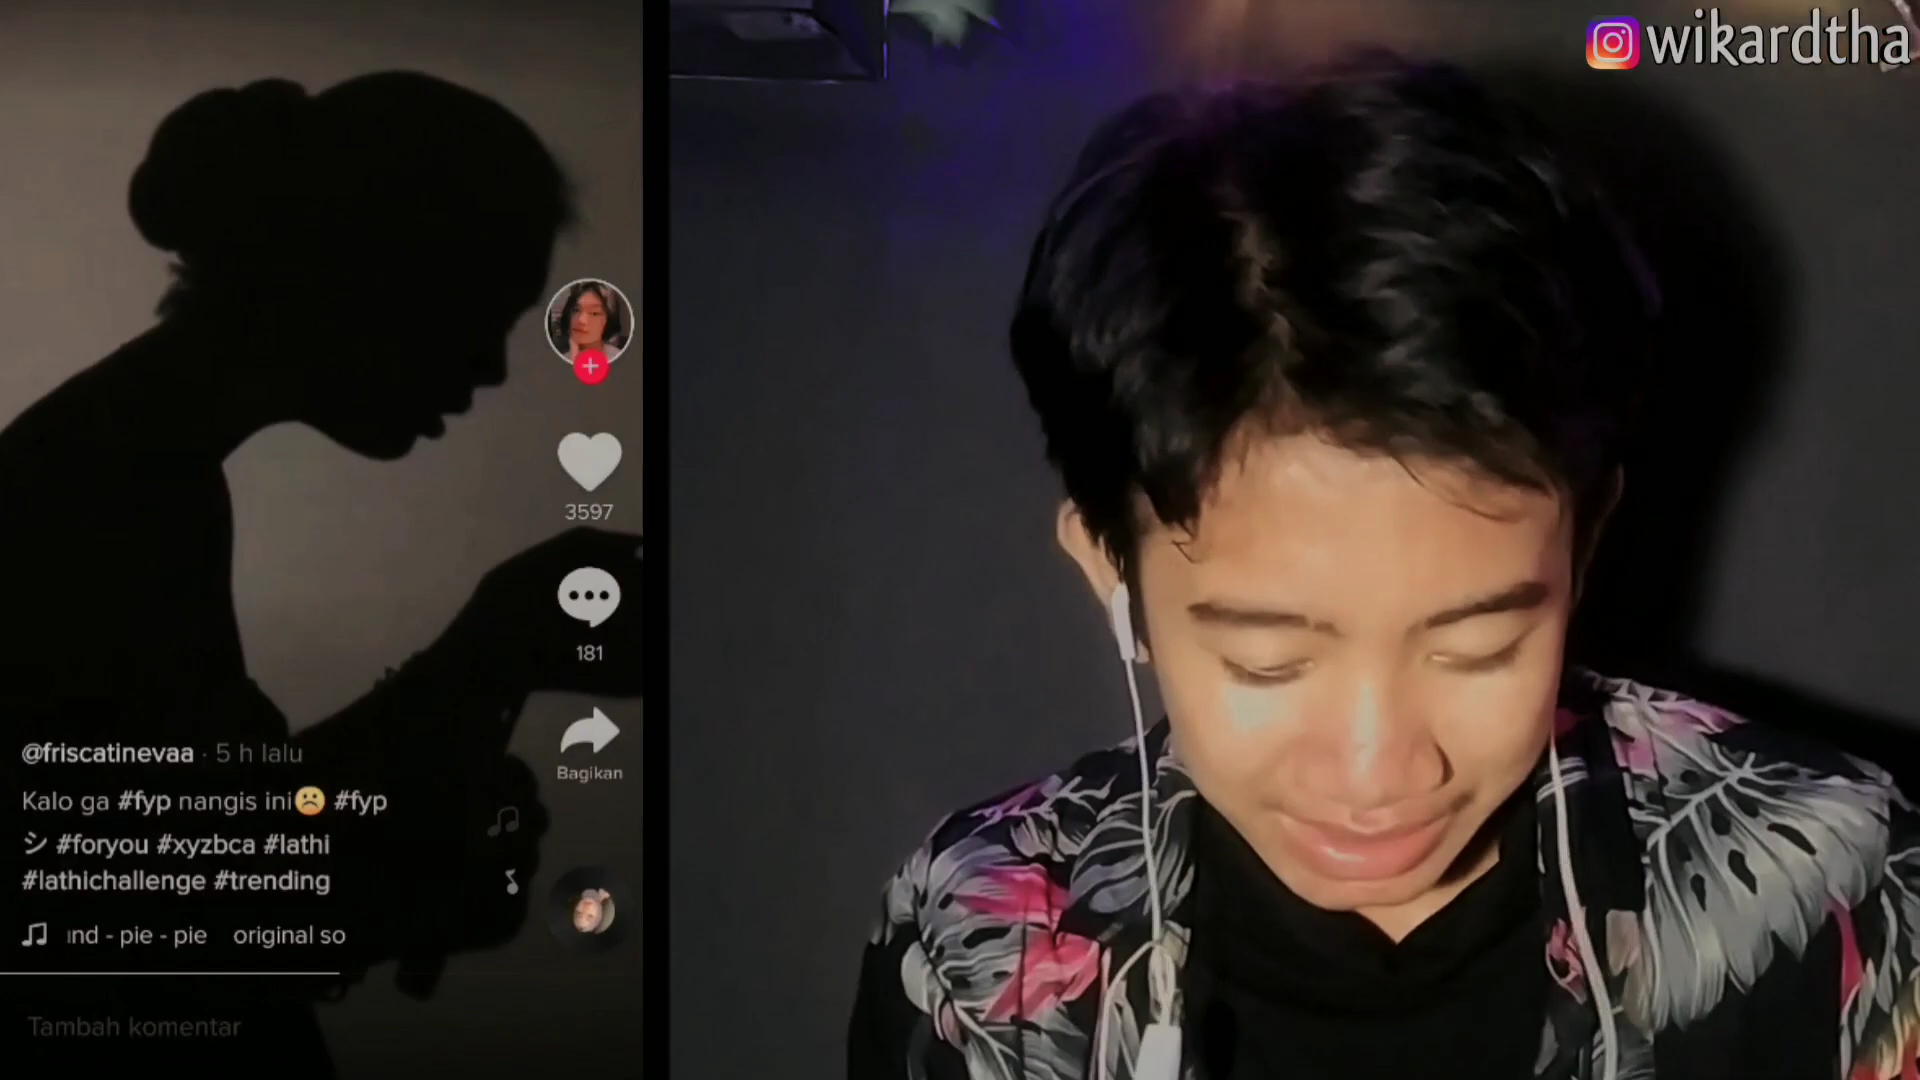 wikardtha
3597
181
Bagikan
@friscatinevaa · 5 h lalu
Kalo ga #fyp nangis ini☹️ #fyp
シ #foryou #xyzbca #lathi
#lathichallenge #trending
ınd - pie - pie original so
Tambah komentar